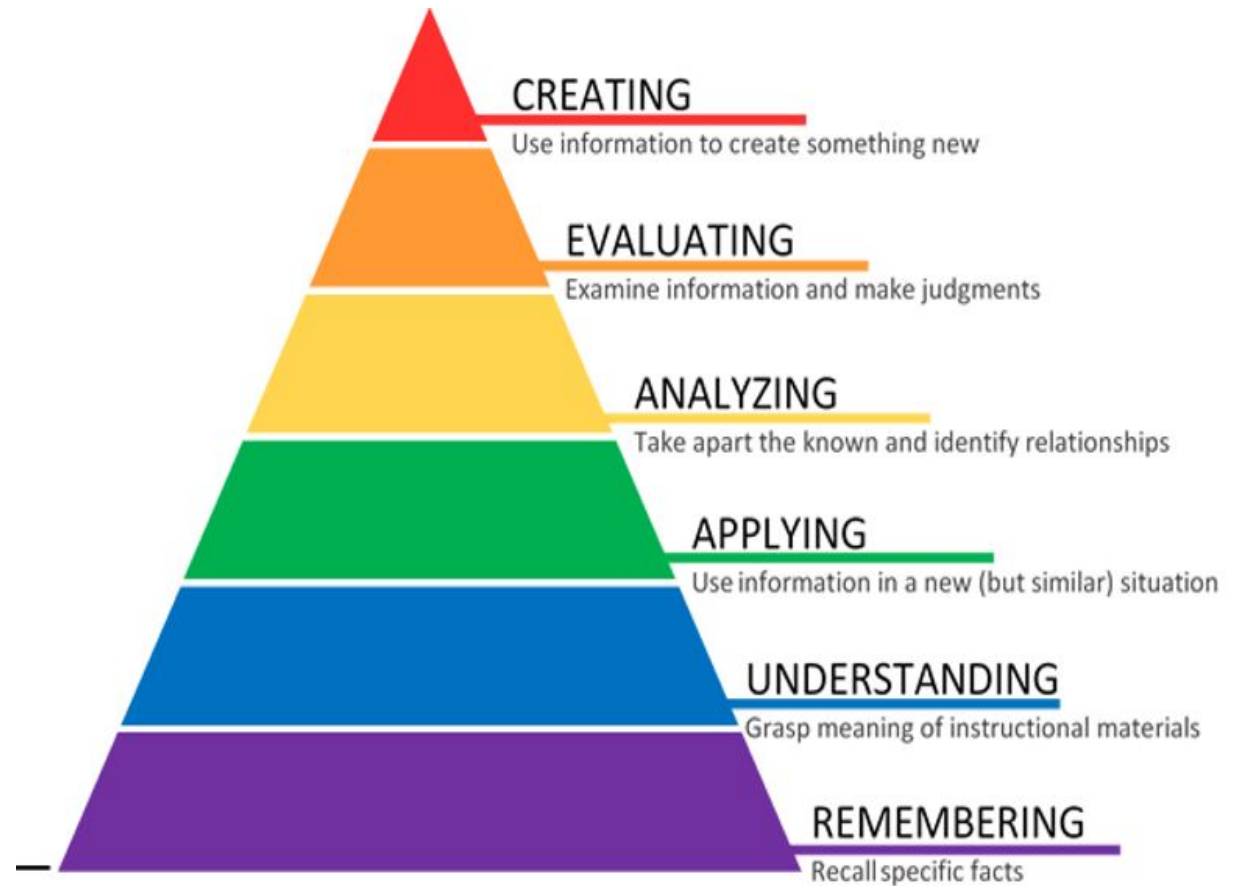 CREATING
Use information to create something new
EVALUATING
Examine information and make judgments
ANALYZING
Take apart the known and identify relationships
APPLYING
Use information in a new (but similar) situation
UNDERSTANDING
Grasp meaning of instructional materials
REMEMBERING
Recall specific facts